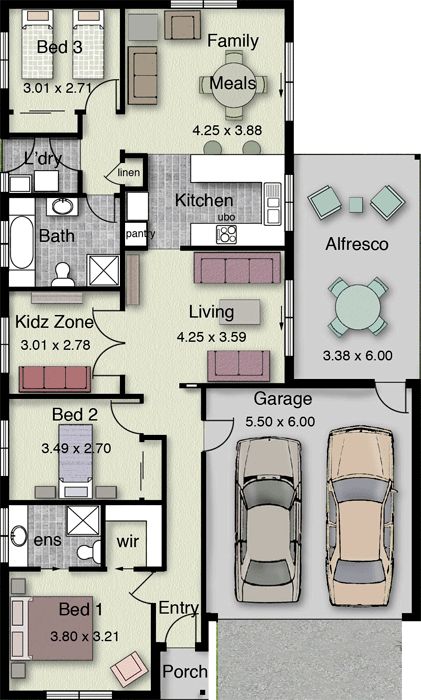 Bed 3
3.01 x 2.71
Family
Meals
4.25 x 3.88
L'dry
linen
Kitchen
ubo
pantry
Bath
Alfresco
3.38 x 6.00
Kidz Zone
3.01 x 2.78
Living
4.25 x 3.59
Garage
5.50 x 6.00
Bed 2
3.49 x 2.70
ens
wir
Bed 1
3.80 x 3.21
Entry
Porch